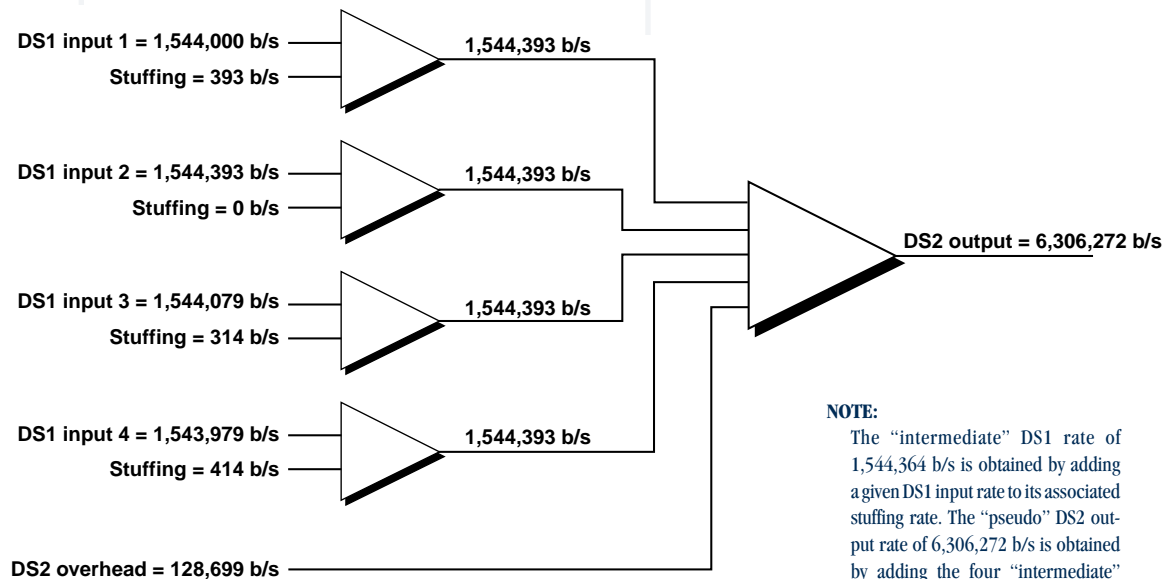 DS1 input 1 = 1,544,000 b/s
Stuffing = 393 b/s
1,544,393 b/s
DS1 input 2 = 1,544,393 b/s
Stuffing = 0 b/s
1,544,393 b/s
DS1 input 3 = 1,544,079 b/s
Stuffing = 314 b/s
1,544,393 b/s
DS1 input 4 = 1,543,979 b/s
Stuffing = 414 b/s
1,544,393 b/s
DS2 overhead = 128,699 b/s
DS2 output = 6,306,272 b/s
NOTE:
The “intermediate” DS1 rate of
1,544,364 b/s is obtained by adding
a given DS1 input rate to its associated
stuffing rate. The “pseudo” DS2 out-
put rate of 6,306,272 b/s is obtained
by adding the four “intermediate”